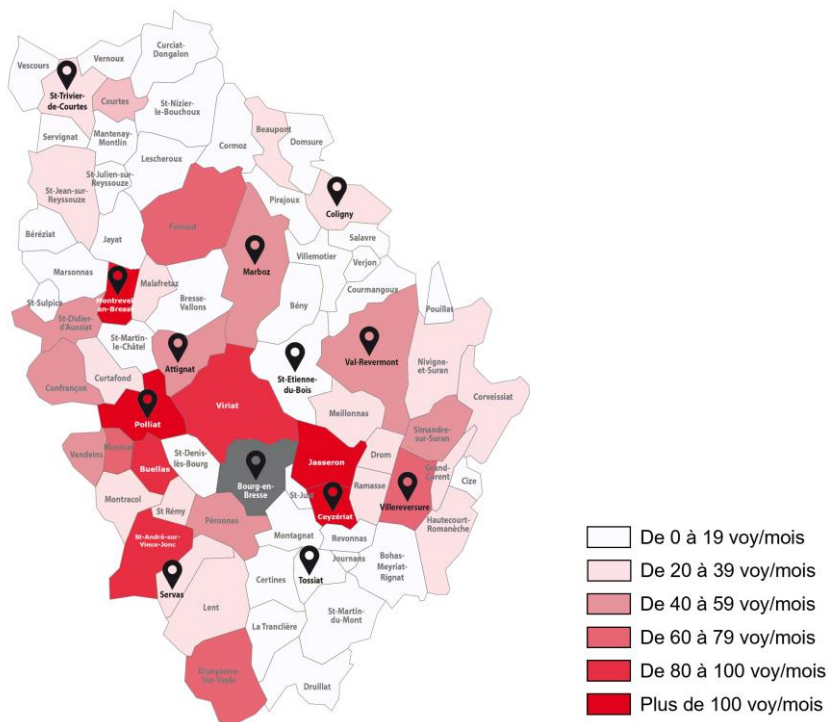 Curciat-
Dongalon
Vernoux
Vescours
St-Trivier-
de-Courtes
Courtes
St-Nizier-
le-Bouchoux
Servignat
Mantenay-
Montlin
Cormoz
Beaupont
Domsure
Lescheroux
St-Julien-sur-
Reyssouze
St-Jean-sur-
Reyssouze
Pirajoux
Coligny
Foissiat
Béréziat
Jayat
Marboz
Salavre
Villemotier
Verjon
Marsonnas
Malafretaz
Courmangoux
Montrevel-
en-Bresse
Bresse-
Vallons
Bény
St-Sulpice
Pouillat
St-Didier-
d'Aussiat
St-Martin-
le-Châtel
Attignat
Val-Revermont
Nivigne-
et-Suran
St-Etienne-
du-Bois
Confrançon
Curtafond
Corveissiat
Viriat
Meillonnas
Polliat
Simandre-
sur-Suran
Vandeins
Montcet
St-Denis-
lès-Bourg
Buellas
Jasseron
Drom
Grand-
Corent
Bourg-en-
Bresse
Ramasse
Cize
St-Just
Villereversure
Montracol
St Rémy
Péronnas
Ceyzériat
Hautecourt-
Romanèche
St-André-sur-
Vieux-Jonc
Montagnat
Revonnas
Journans
Bohas-
Meyriat-
Rignat
Servas
Certines
Tossiat
Lent
St-Martin-
du-Mont
La Tranclière
Dompierre-
sur-Veyle
Druillat
De 0 à 19 voy/mois
De 20 à 39 voy/mois
De 40 à 59 voy/mois
De 60 à 79 voy/mois
De 80 à 100 voy/mois
Plus de 100 voy/mois